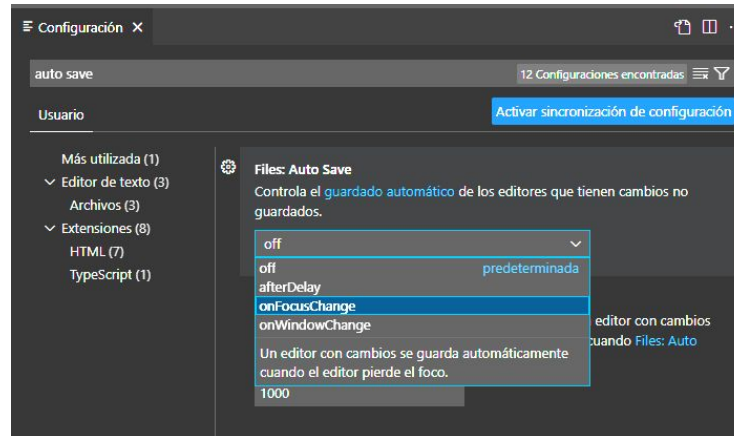 Configuración
auto save
12 Configuraciones encontradas
Usuario
Activar sincronización de configuración
Más utilizada (1)
Editor de texto (3)
Archivos (3)
Extensiones (8)
HTML (7)
TypeScript (1)
Files: Auto Save
Controla el guardado automático de los editores que tienen cambios no
guardados.
off
off predeterminada
afterDelay
onFocusChange
onWindowChange
editor con cambios
cuando Files: Auto
Un editor con cambios se guarda automáticamente
cuando el editor pierde el foco.
1000